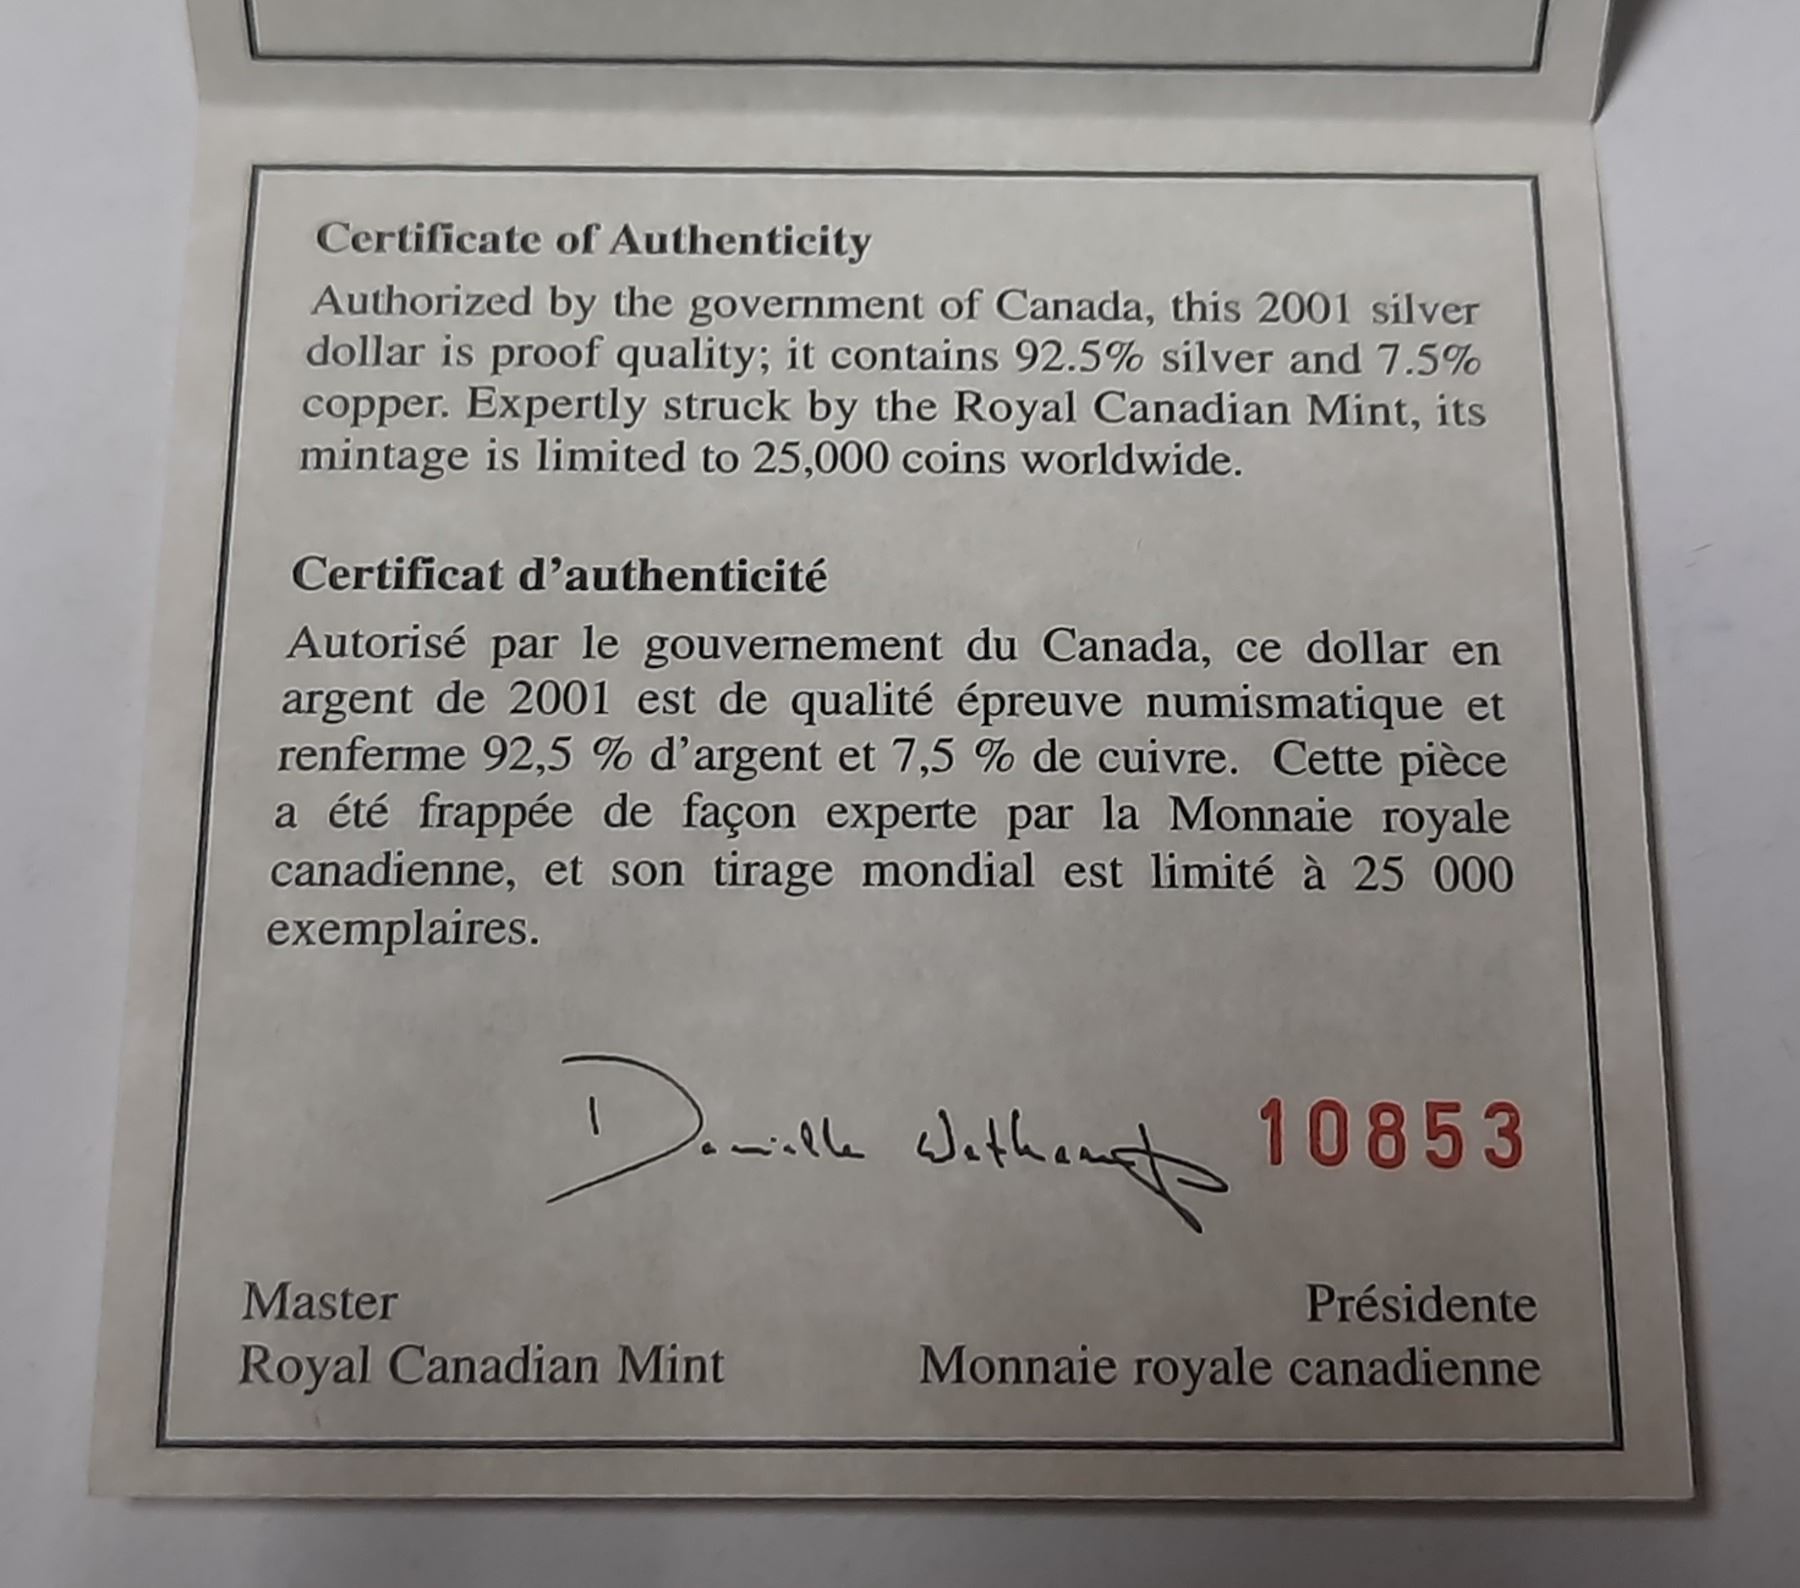 Certificate of Authenticity
Authorized by the government of Canada, this 2001 silver
dollar is proof quality; it contains 92.5% silver and 7.5%
copper. Expertly struck by the Royal Canadian Mint, its
mintage is limited to 25,000 coins worldwide.
Certificat d'authenticité
Autorisé par le gouvernement du Canada, ce dollar en
argent de 2001 est de qualité épreuve numismatique et
renferme 92,5 % d'argent et 7,5 % de cuivre. Cette pièce
a été frappée de façon experte par la Monnaie royale
canadienne, et son tirage mondial est limité à 25 000
exemplaires.
Danielle 10853
Master Présidente
Royal Canadian Mint Monnaie royale canadienne